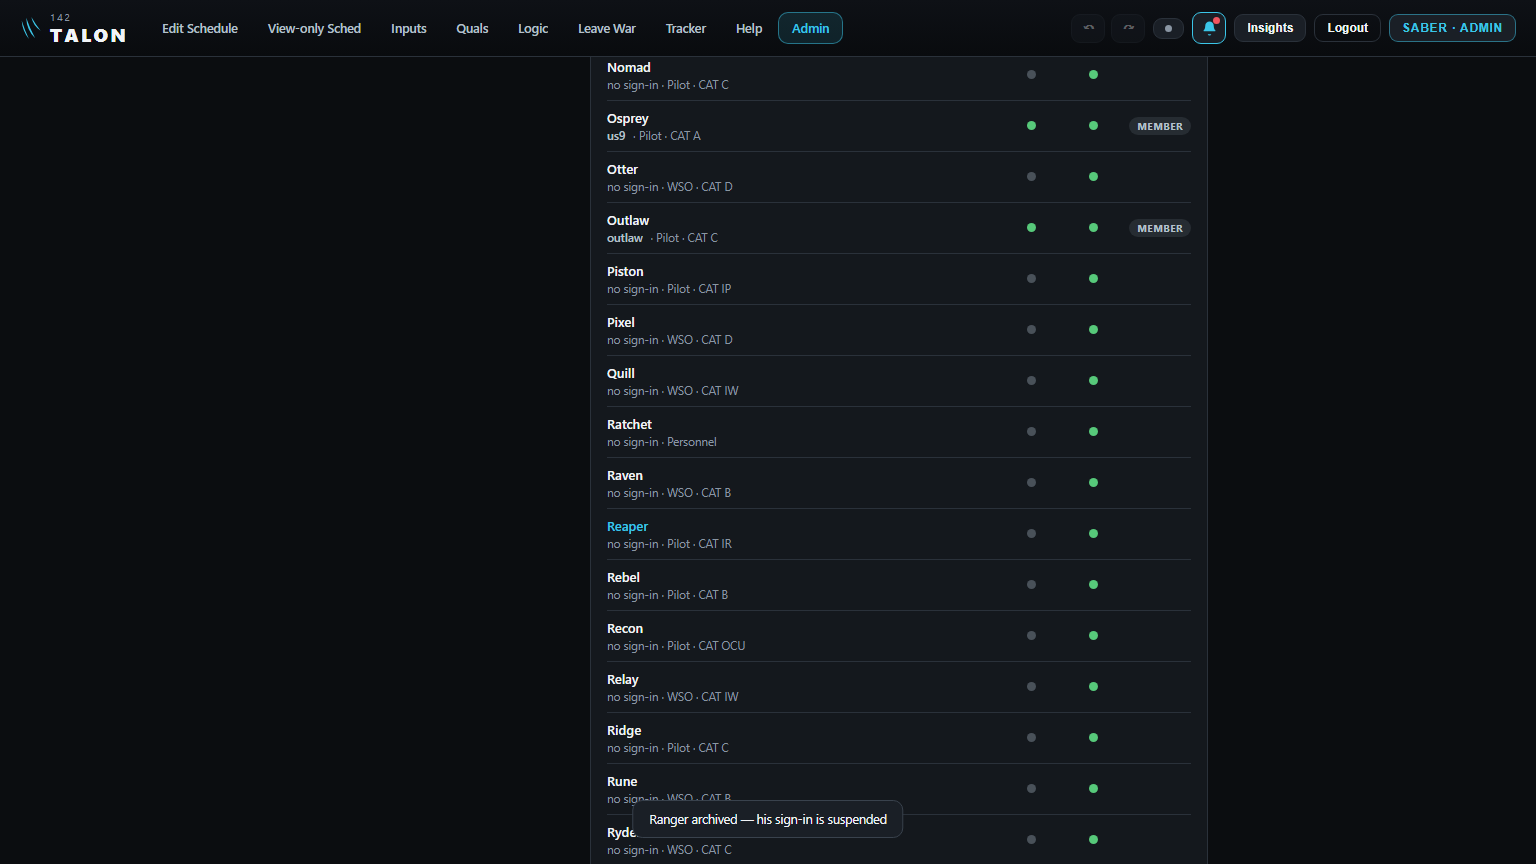 142
TALON
Edit Schedule
View-only Sched
Inputs
Quals
Logic
Leave War
Tracker
Help
Admin
Insights
Logout
SABER · ADMIN
Nomad
no sign-in · Pilot · CAT C
Osprey
us9 · Pilot · CAT A
MEMBER
Otter
no sign-in · WSO · CAT D
Outlaw
outlaw · Pilot · CAT C
MEMBER
Piston
no sign-in · Pilot · CAT IP
Pixel
no sign-in · WSO · CAT D
Quill
no sign-in · WSO · CAT IW
Ratchet
no sign-in · Personnel
Raven
no sign-in · WSO · CAT B
Reaper
no sign-in · Pilot · CAT IR
Rebel
no sign-in · Pilot · CAT B
Recon
no sign-in · Pilot · CAT OCU
Relay
no sign-in · WSO · CAT IW
Ridge
no sign-in · Pilot · CAT C
Rune
no sign-in · WSO · CAT B
Ranger archived — his sign-in is suspended
no sign-in · WSO · CAT C